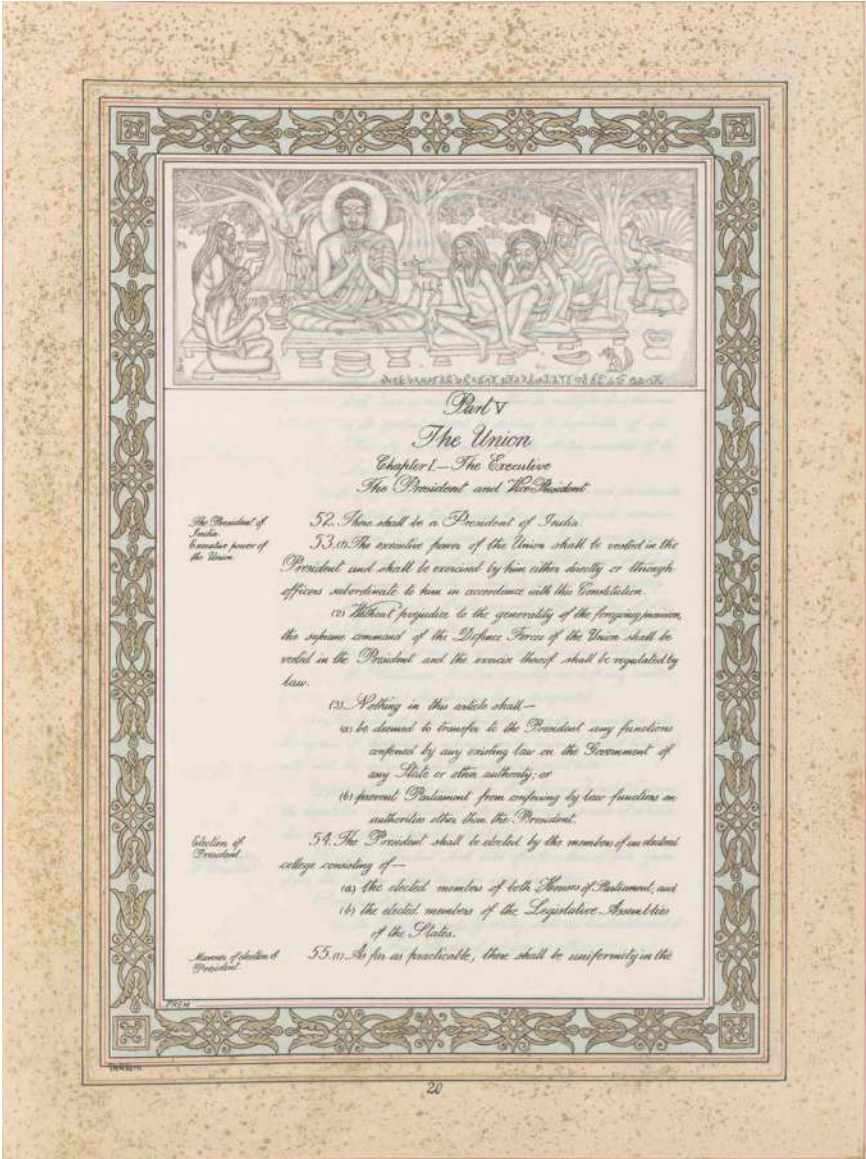 Part V
The Union
Chapter I — The Executive
The President and Vice-President
The President of
India.
52. There shall be a President of India.
Executive power of
the Union.
53. (1) The executive power of the Union shall be vested in the
President and shall be exercised by him either directly or through
officers subordinate to him in accordance with this Constitution.
(2) Without prejudice to the generality of the foregoing provision,
the supreme command of the Defence Forces of the Union shall be
vested in the President and the exercise thereof shall be regulated by
law.
(3) Nothing in this article shall —
(a) be deemed to transfer to the President any functions
conferred by any existing law on the Government of
any State or other authority; or
(b) prevent Parliament from conferring by law functions on
authorities other than the President.
Election of
President.
54. The President shall be elected by the members of an electoral
college consisting of —
(a) the elected members of both Houses of Parliament; and
(b) the elected members of the Legislative Assemblies
of the States.
Manner of election of
President.
55. (1) As far as practicable, there shall be uniformity in the
PREM
20